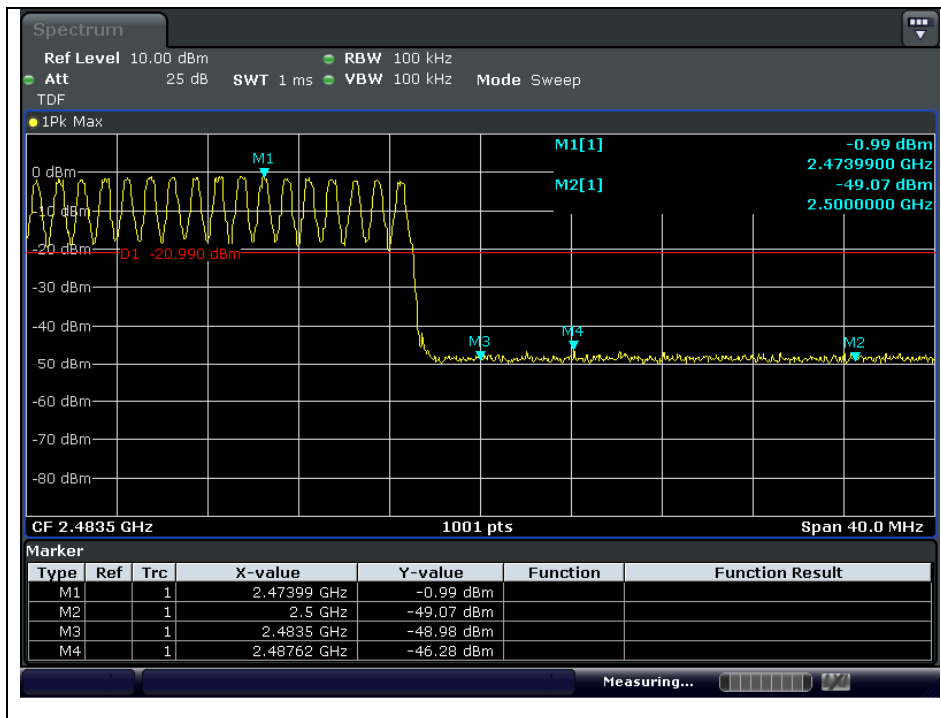 Spectrum
Ref Level 10.00 dBm RBW 100 kHz
Att 25 dB SWT 1 ms VBW 100 kHz Mode Sweep
TDF
1Pk Max
M1[1] -0.99 dBm
2.4739900 GHz
M2[1] -49.07 dBm
2.5000000 GHz
M1
0 dBm
-10 dBm
-20 dBm
D1 -20.990 dBm
-30 dBm
-40 dBm
M3
M4
M2
-50 dBm
-60 dBm
-70 dBm
-80 dBm
CF 2.4835 GHz 1001 pts Span 40.0 MHz
Marker
Type Ref Trc X-value Y-value Function Function Result
M1 1 2.47399 GHz -0.99 dBm
M2 1 2.5 GHz -49.07 dBm
M3 1 2.4835 GHz -48.98 dBm
M4 1 2.48762 GHz -46.28 dBm
Measuring...